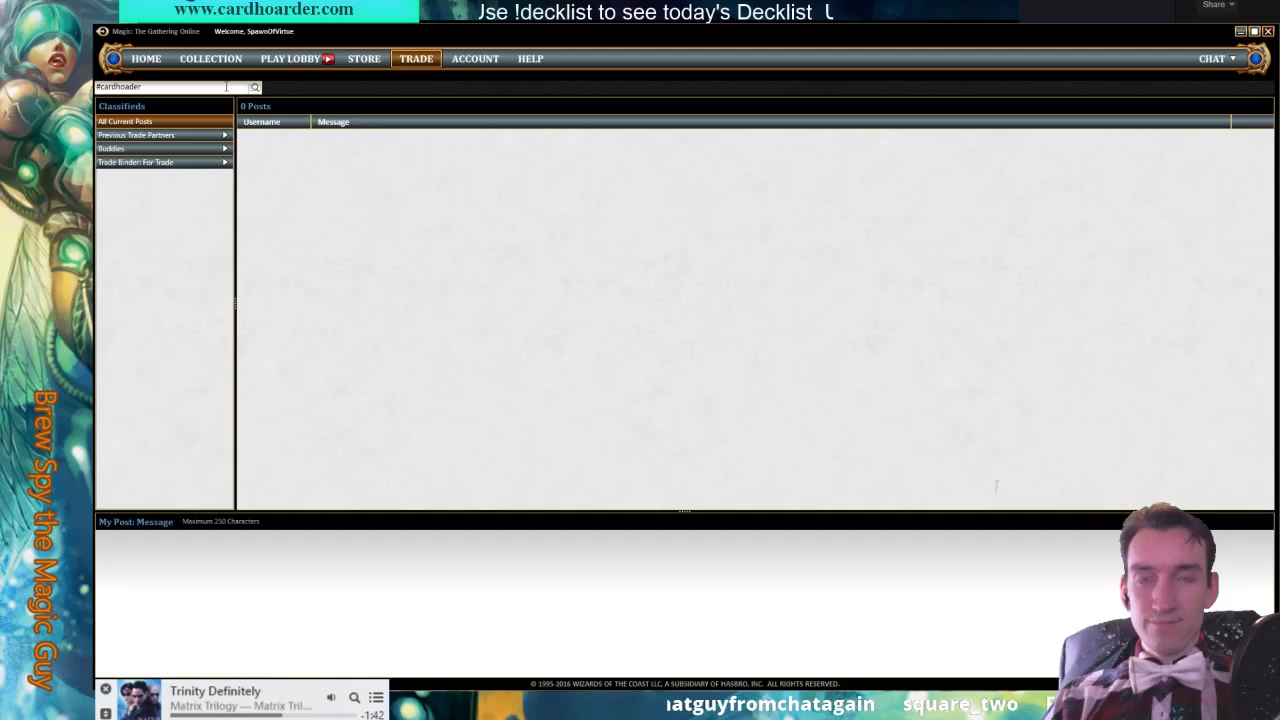 www.cardhoarder.com
Use !decklist to see today's Decklist U
Share
Magic: The Gathering Online Welcome, SpawnOfVirtue
HOME COLLECTION PLAY LOBBY STORE TRADE ACCOUNT HELP CHAT
#cardhoader
Classifieds
0 Posts
All Current Posts
Username Message
Previous Trade Partners
Buddies
Trade Binder: For Trade
Brew Spy the Magic Guy
My Post: Message Maximum 250 Characters
© 1995-2016 WIZARDS OF THE COAST LLC, A SUBSIDIARY OF HASBRO, INC. ALL RIGHTS RESERVED.
Trinity Definitely
Matrix Trilogy — Matrix Tril...
-1:42
atguyfromchatagain square_two